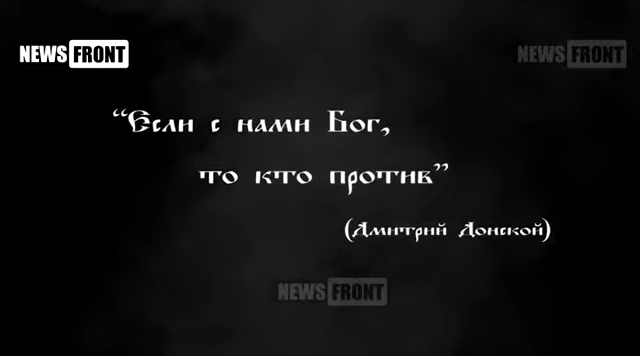 NEWS FRONT NEWS FRONT
“Если с нами Бог,
то кто против”
(Дмитрий Донской)
NEWS FRONT